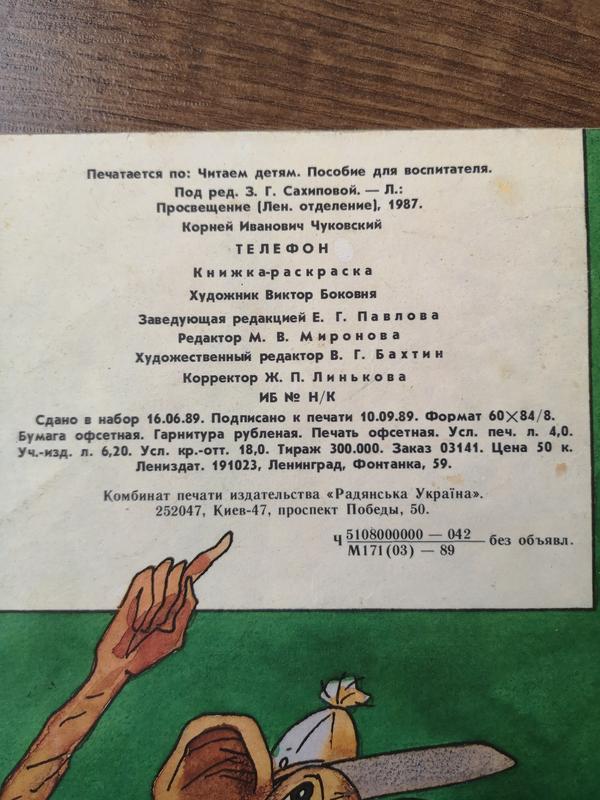 Печатается по: Читаем детям. Пособие для воспитателя.
Под ред. З. Г. Сахиповой. — Л.:
Просвещение (Лен. отделение), 1987.
Корней Иванович Чуковский
ТЕЛЕФОН
Книжка-раскраска
Художник Виктор Боковня
Заведующая редакцией Е. Г. Павлова
Редактор М. В. Миронова
Художественный редактор В. Г. Бахтин
Корректор Ж. П. Линькова
ИБ № Н/К
Сдано в набор 16.06.89. Подписано к печати 10.09.89. Формат 60×84/8.
Бумага офсетная. Гарнитура рубленая. Печать офсетная. Усл. печ. л. 4,0.
Уч.-изд. л. 6,20. Усл. кр.-отт. 18,0. Тираж 300.000. Заказ 03141. Цена 50 к.
Лениздат. 191023, Ленинград, Фонтанка, 59.
Комбинат печати издательства «Радянська Україна».
252047, Киев-47, проспект Победы, 50.
Ч 5108000000 — 042 без объявл.
М171(03) — 89